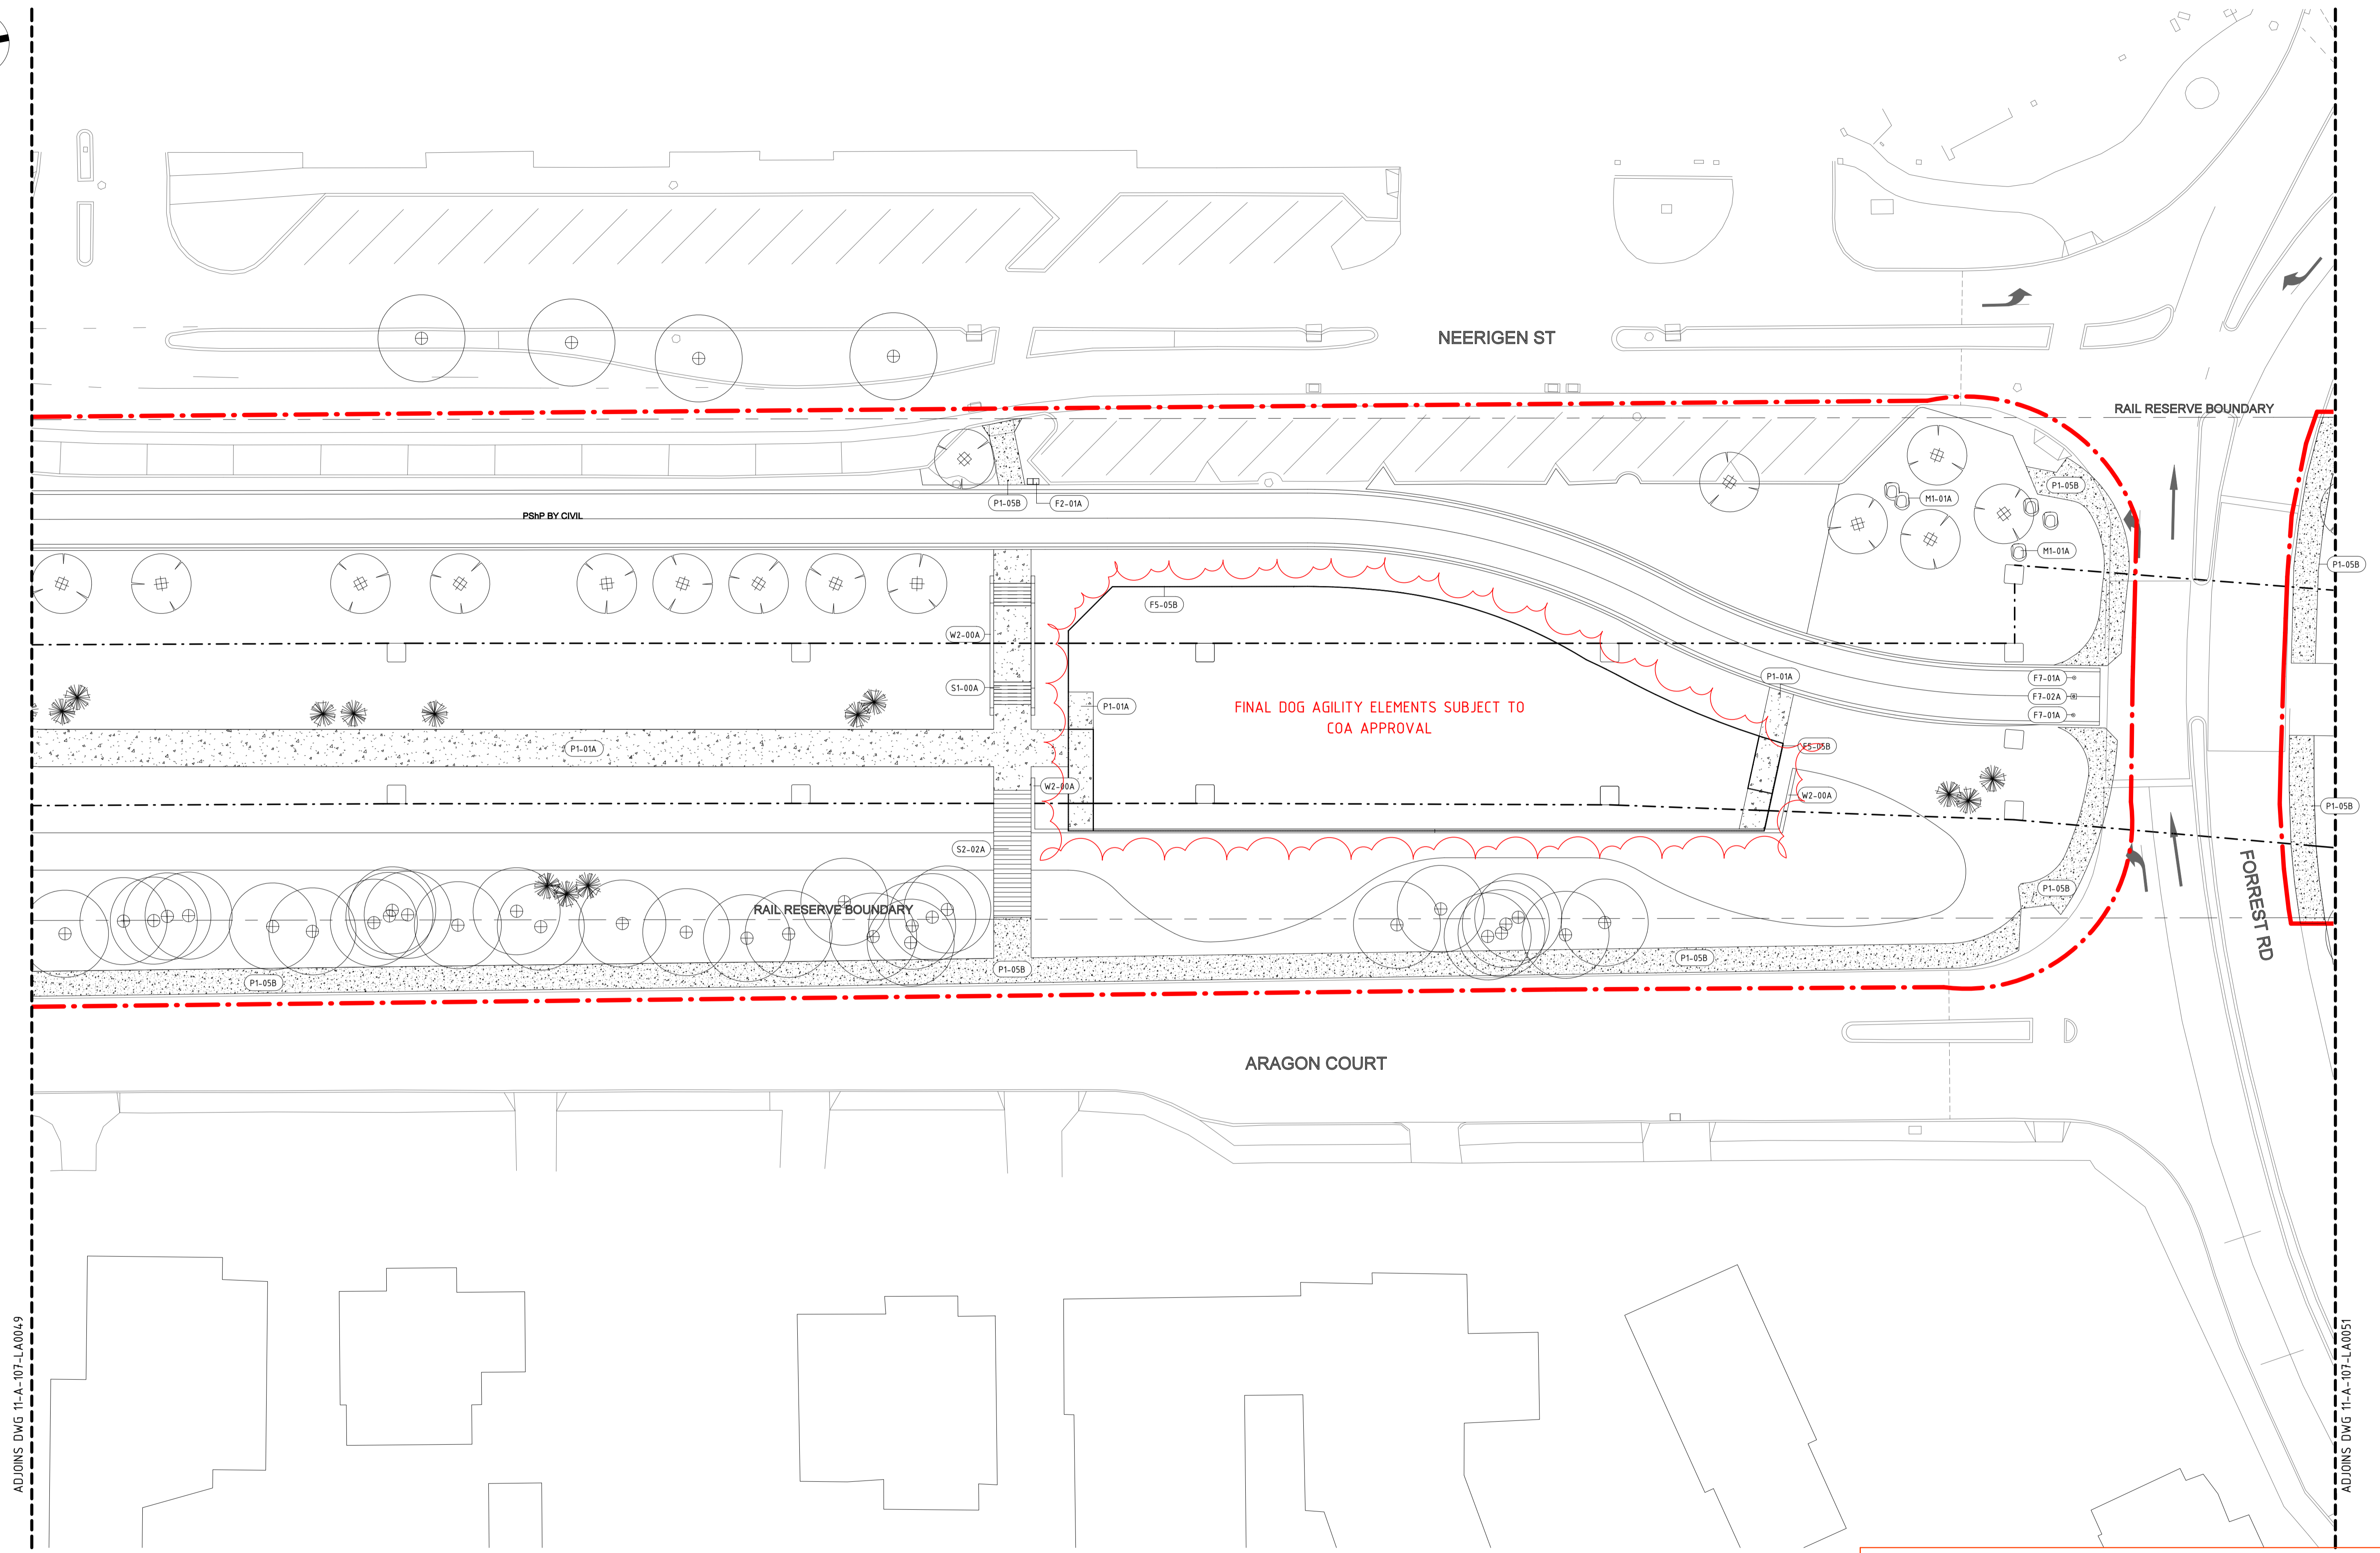 NEERIGEN ST
RAIL RESERVE BOUNDARY
P1-05B
M1-01A
P1-05B
F2-01A
PShP BY CIVIL
M1-01A
P1-05B
F5-05B
W2-00A
P1-01A
F7-01A
S1-00A
F7-02A
P1-01A
FINAL DOG AGILITY ELEMENTS SUBJECT TO
COA APPROVAL
F7-01A
P1-01A
F5-05B
W2-00A
W2-00A
P1-05B
S2-02A
P1-05B
RAIL RESERVE BOUNDARY
FORREST RD
P1-05B
P1-05B
P1-05B
ARAGON COURT
ADJOINS DWG 11-A-107-LA0049
ADJOINS DWG 11-A-107-LA0051